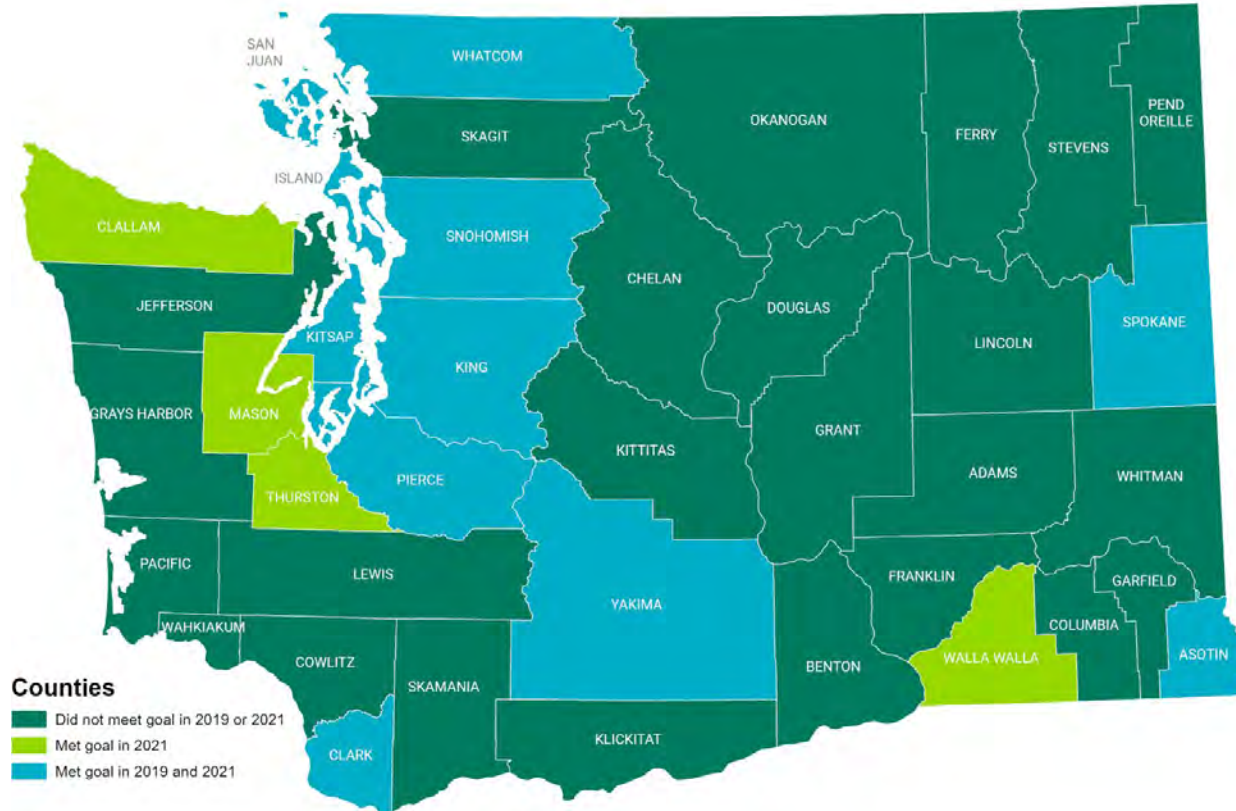 SAN
JUAN
WHATCOM
SKAGIT
OKANOGAN
FERRY
STEVENS
PEND
OREILLE
ISLAND
CLALLAM
SNOHOMISH
CHELAN
DOUGLAS
JEFFERSON
KITSAP
KING
LINCOLN
SPOKANE
GRAYS HARBOR
MASON
KITTITAS
GRANT
ADAMS
WHITMAN
THURSTON
PIERCE
PACIFIC
LEWIS
YAKIMA
FRANKLIN
GARFIELD
COLUMBIA
WAHKIAKUM
COWLITZ
SKAMANIA
BENTON
WALLA WALLA
ASOTIN
KLICKITAT
CLARK
Counties
Did not meet goal in 2019 or 2021
Met goal in 2021
Met goal in 2019 and 2021